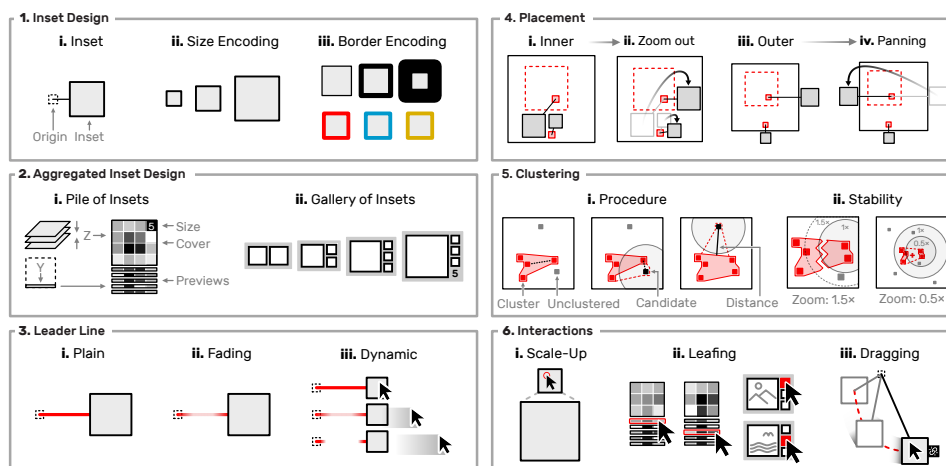 1. Inset Design
i. Inset
ii. Size Encoding
iii. Border Encoding
Origin
Inset
2. Aggregated Inset Design
i. Pile of Insets
ii. Gallery of Insets
Z
Y
5
Size
Cover
Previews
5
3. Leader Line
i. Plain
ii. Fading
iii. Dynamic
4. Placement
i. Inner
ii. Zoom out
iii. Outer
iv. Panning
5. Clustering
i. Procedure
ii. Stability
1.5×
1×
1×
0.5×
Cluster
Unclustered
Candidate
Distance
Zoom: 1.5×
Zoom: 0.5×
6. Interactions
i. Scale-Up
ii. Leafing
iii. Dragging